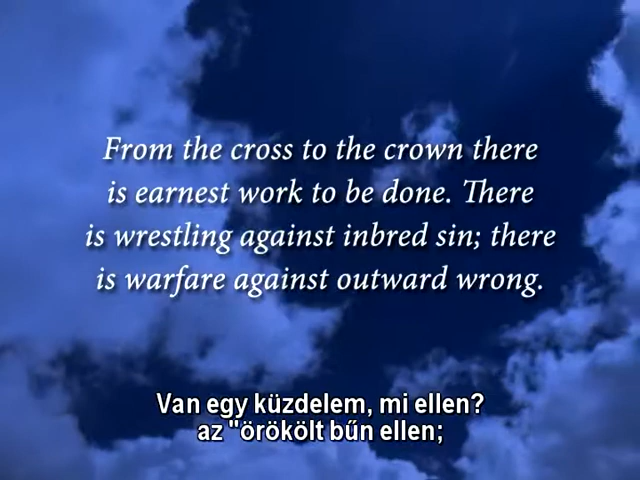 From the cross to the crown there
is earnest work to be done. There
is wrestling against inbred sin; there
is warfare against outward wrong.
Van egy küzdelem, mi ellen?
az "örökölt bűn ellen;